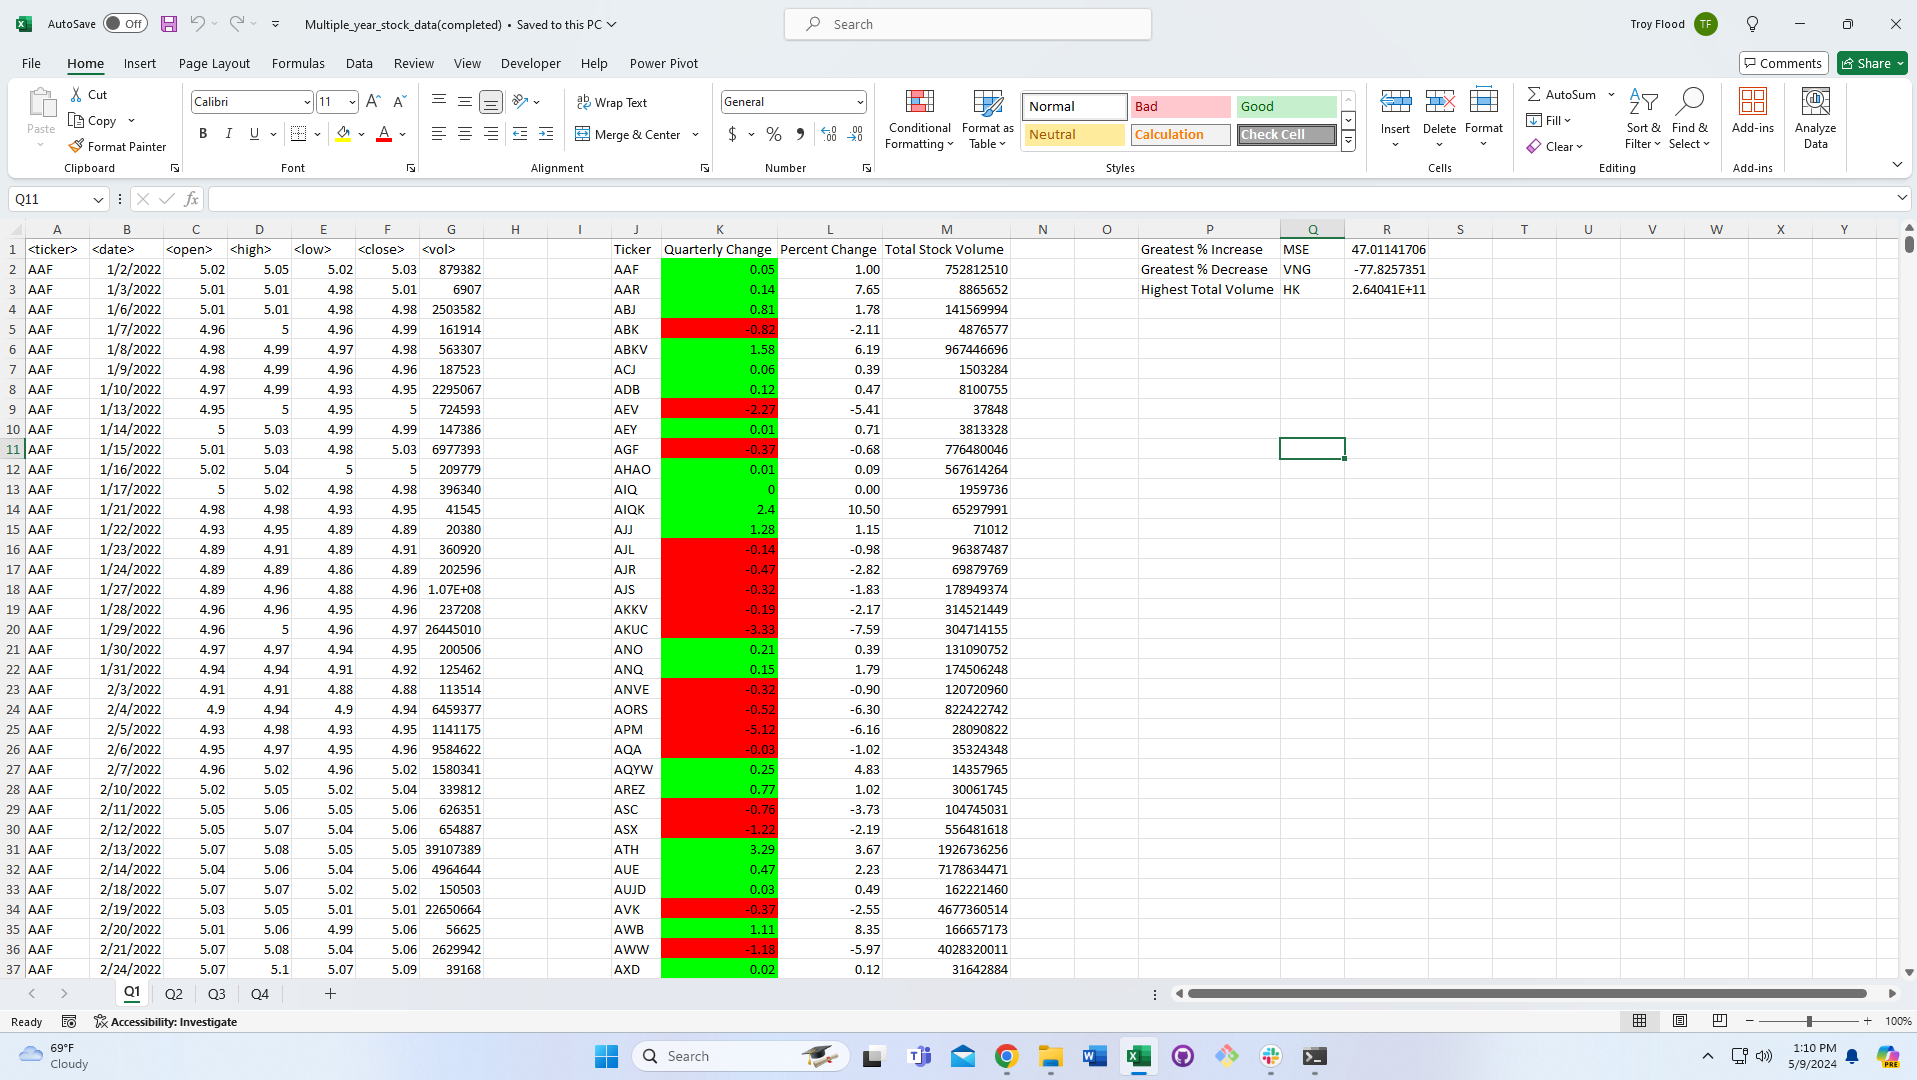 AutoSave Off Multiple_year_stock_data(completed) • Saved to this PC Search Troy Flood TF
File Home Insert Page Layout Formulas Data Review View Developer Help Power Pivot Comments Share
Paste Cut Copy Format Painter Clipboard
Calibri 11 B I U Font
Wrap Text Merge & Center Alignment
General $ % , Number
Conditional Formatting Format as Table Normal Bad Good Neutral Calculation Check Cell Styles
Insert Delete Format Cells
AutoSum Fill Clear Sort & Filter Find & Select Editing
Add-ins Add-ins
Analyze Data
Q11 fx
A B C D E F G H I J K L M N O P Q R S T U V W X Y
1 <ticker> <date> <open> <high> <low> <close> <vol> Ticker Quarterly Change Percent Change Total Stock Volume Greatest % Increase MSE 47.01141706
2 AAF 1/2/2022 5.02 5.05 5.02 5.03 879382 AAF 0.05 1.00 752812510 Greatest % Decrease VNG -77.8257351
3 AAF 1/3/2022 5.01 5.01 4.98 5.01 6907 AAR 0.14 7.65 8865652 Highest Total Volume HK 2.64041E+11
4 AAF 1/6/2022 5.01 5.01 4.98 4.99 2503582 ABJ 0.81 1.78 141569994
5 AAF 1/7/2022 4.96 5 4.96 4.99 161914 ABK -0.82 -2.11 4876577
6 AAF 1/8/2022 4.98 4.99 4.97 4.98 563307 ABKV 1.58 6.19 967446696
7 AAF 1/9/2022 4.98 4.99 4.96 4.96 187523 ACJ 0.06 0.39 1503284
8 AAF 1/10/2022 4.97 4.99 4.93 4.95 2295067 ADB 0.12 0.47 8100755
9 AAF 1/13/2022 4.95 5 4.95 5 724593 AEV -2.27 -5.41 37848
10 AAF 1/14/2022 5 5.03 4.99 4.99 147386 AEY 0.01 0.71 3813328
11 AAF 1/15/2022 5.01 5.03 4.98 5.03 6977393 AGF -0.37 -0.68 776480046
12 AAF 1/16/2022 5.02 5.04 5 5 209779 AHAO 0.01 0.09 567614264
13 AAF 1/17/2022 5 5.02 4.98 4.98 396340 AIQ 0 0.00 1959736
14 AAF 1/21/2022 4.98 4.98 4.93 4.95 41545 AIQK 2.4 10.50 65297991
15 AAF 1/22/2022 4.93 4.95 4.89 4.89 20380 AJJ 1.28 1.15 71012
16 AAF 1/23/2022 4.89 4.91 4.89 4.91 360920 AJL -0.14 -0.98 96387487
17 AAF 1/24/2022 4.89 4.89 4.86 4.89 202596 AJR -0.47 -2.82 69879769
18 AAF 1/27/2022 4.89 4.96 4.88 4.96 1.07E+08 AJS -0.32 -1.83 178949374
19 AAF 1/28/2022 4.96 4.96 4.95 4.96 237208 AKKV -0.19 -2.17 314521449
20 AAF 1/29/2022 4.96 5 4.96 4.97 26445010 AKUC -3.33 -7.59 304714155
21 AAF 1/30/2022 4.97 4.97 4.94 4.95 200506 ANO 0.21 0.39 131090752
22 AAF 1/31/2022 4.94 4.94 4.91 4.92 125462 ANQ 0.15 1.79 174506248
23 AAF 2/3/2022 4.91 4.91 4.88 4.88 113514 ANVE -0.32 -0.90 120720960
24 AAF 2/4/2022 4.9 4.94 4.9 4.94 6459377 AORS -0.52 -6.30 822422742
25 AAF 2/5/2022 4.93 4.98 4.93 4.95 1141175 APM -5.12 -6.16 28090822
26 AAF 2/6/2022 4.95 4.97 4.95 4.96 9584622 AQA -0.03 -1.02 35324348
27 AAF 2/7/2022 4.96 5.02 4.96 5.02 1580341 AQYW 0.25 4.83 14357965
28 AAF 2/10/2022 5.02 5.05 5.02 5.04 339812 AREZ 0.77 1.02 30061745
29 AAF 2/11/2022 5.05 5.06 5.05 5.06 626351 ASC -0.76 -3.73 104745031
30 AAF 2/12/2022 5.05 5.07 5.04 5.06 654887 ASX -1.22 -2.19 556481618
31 AAF 2/13/2022 5.07 5.08 5.05 5.05 39107389 ATH 3.29 3.67 1926736256
32 AAF 2/14/2022 5.04 5.06 5.04 5.06 4964644 AUE 0.47 2.23 7178634471
33 AAF 2/18/2022 5.07 5.07 5.02 5.02 150503 AUJD 0.03 0.49 162221460
34 AAF 2/19/2022 5.03 5.05 5.01 5.01 22650664 AVK -0.37 -2.55 4677360514
35 AAF 2/20/2022 5.01 5.06 4.99 5.06 56625 AWB 1.11 8.35 166657173
36 AAF 2/21/2022 5.07 5.08 5.04 5.06 2629942 AWW -1.18 -5.97 4028320011
37 AAF 2/24/2022 5.07 5.1 5.07 5.09 39168 AXD 0.02 0.12 31642884
Q1 Q2 Q3 Q4
Ready Accessibility: Investigate 100%
69°F
Cloudy
Search
1:10 PM
5/9/2024
PRE